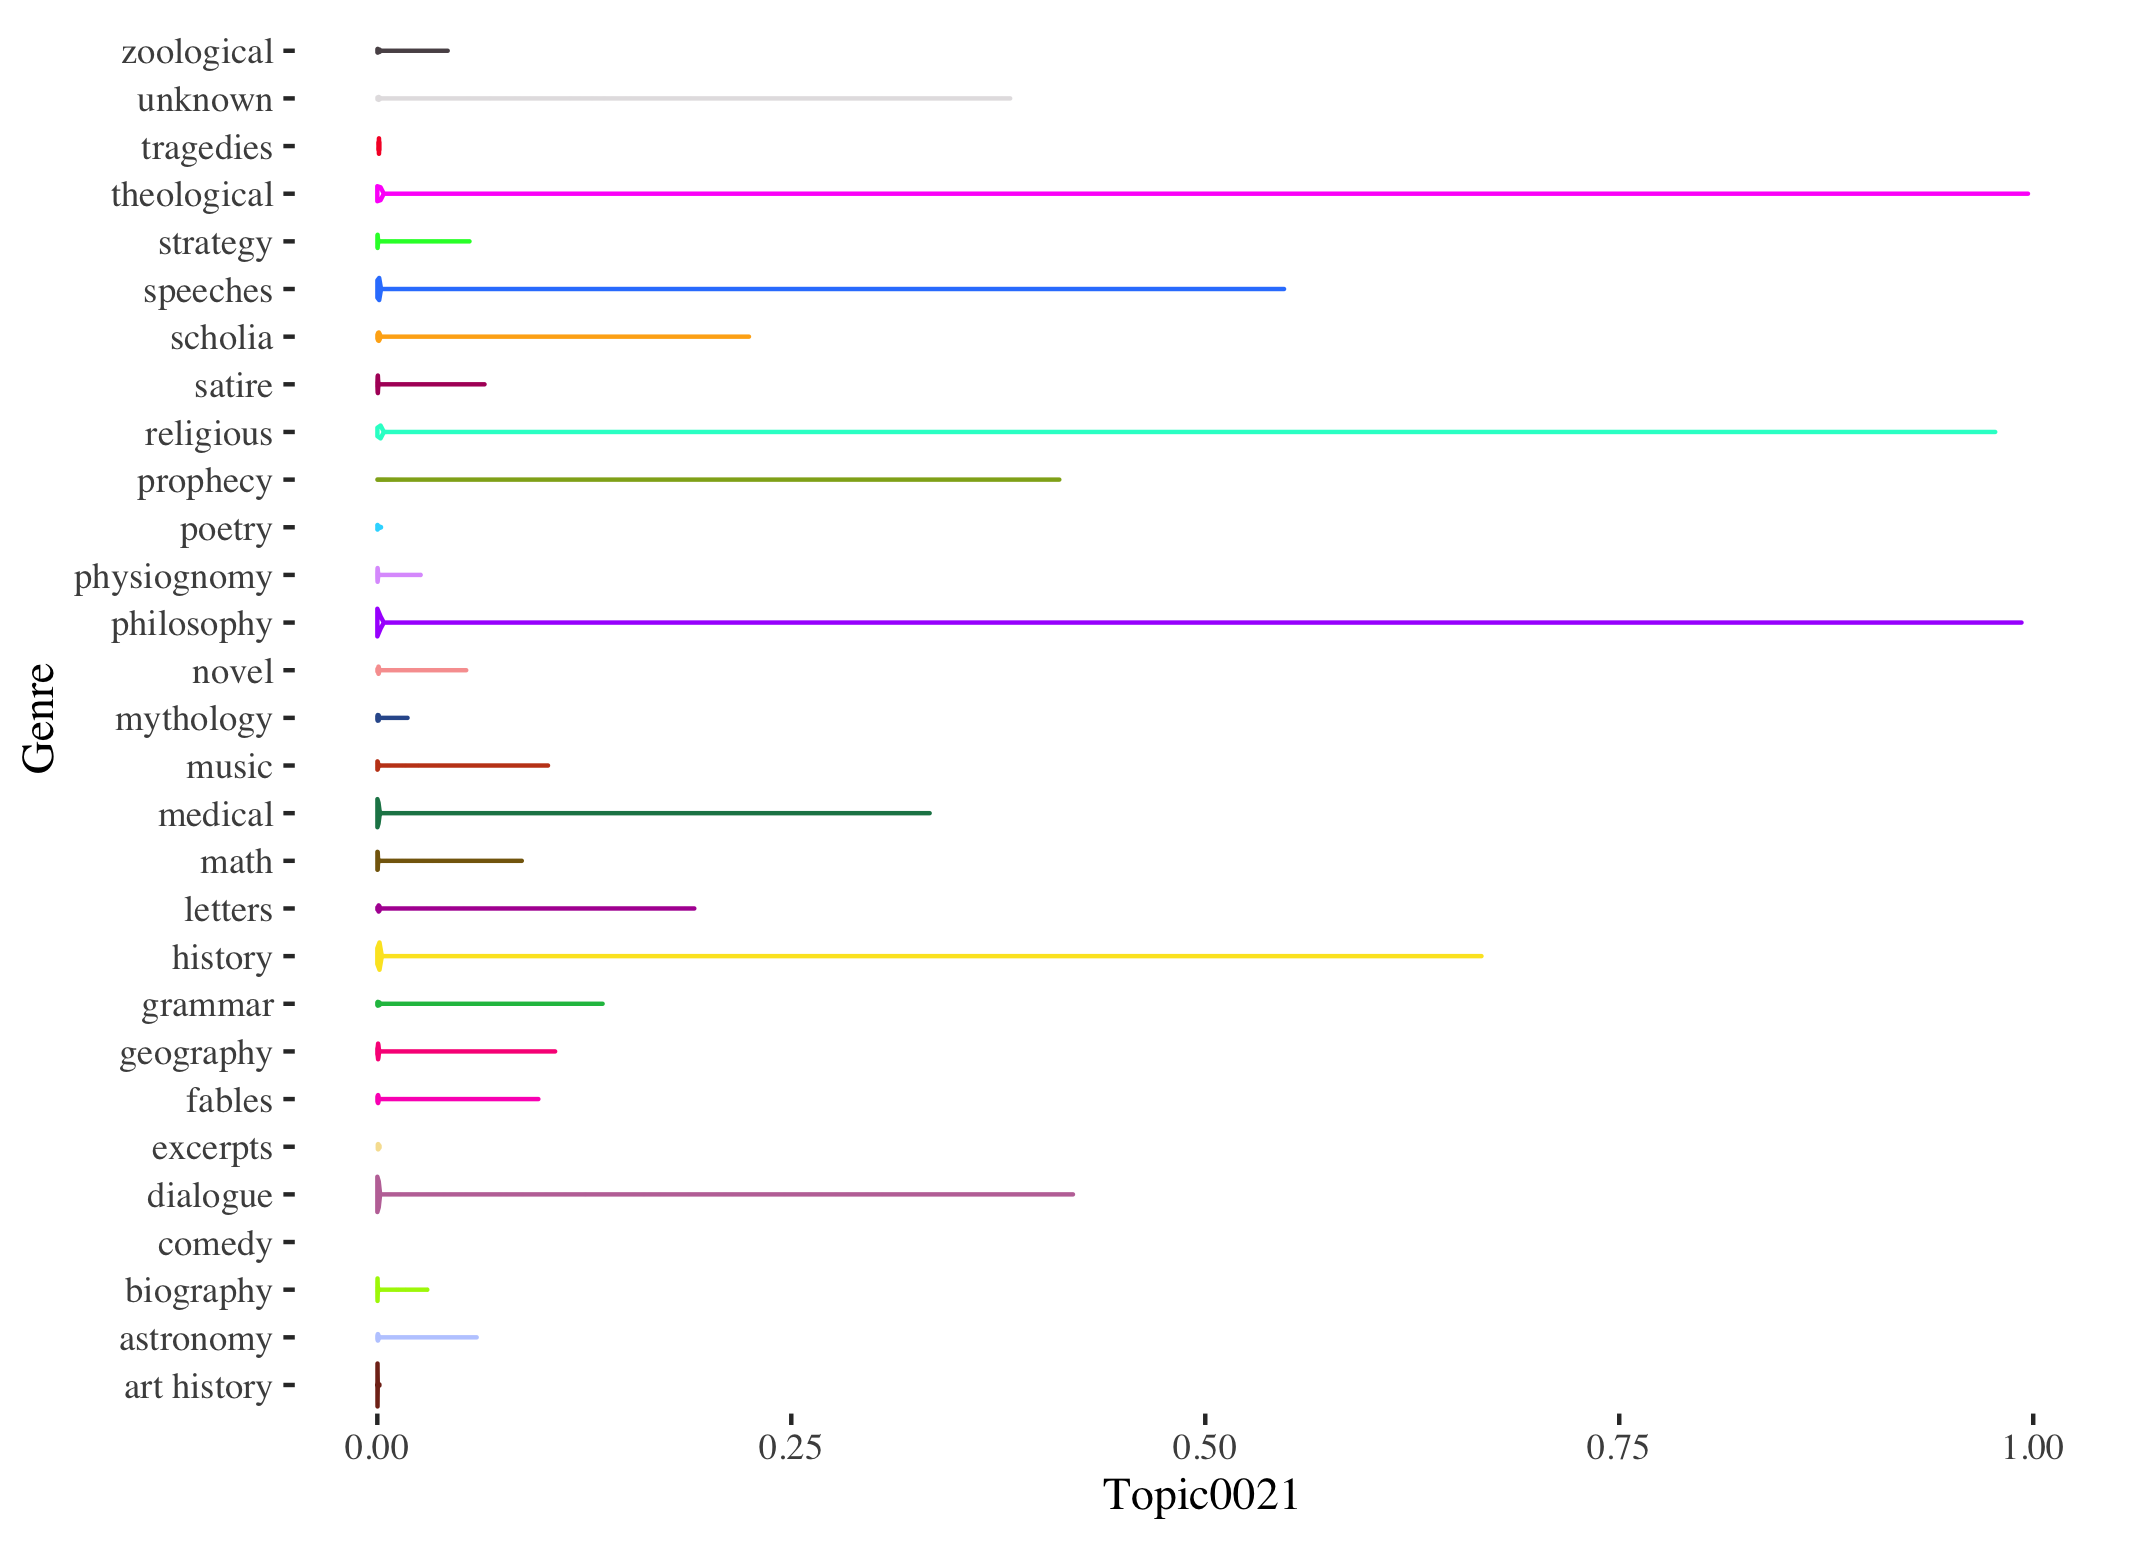 zoological
unknown
tragedies
theological
strategy
speeches
scholia
satire
religious
prophecy
poetry
physiognomy
philosophy
novel
mythology
music
medical
math
letters
history
grammar
geography
fables
excerpts
dialogue
comedy
biography
astronomy
art history
Genre
0.00 0.25 0.50 0.75 1.00
Topic0021